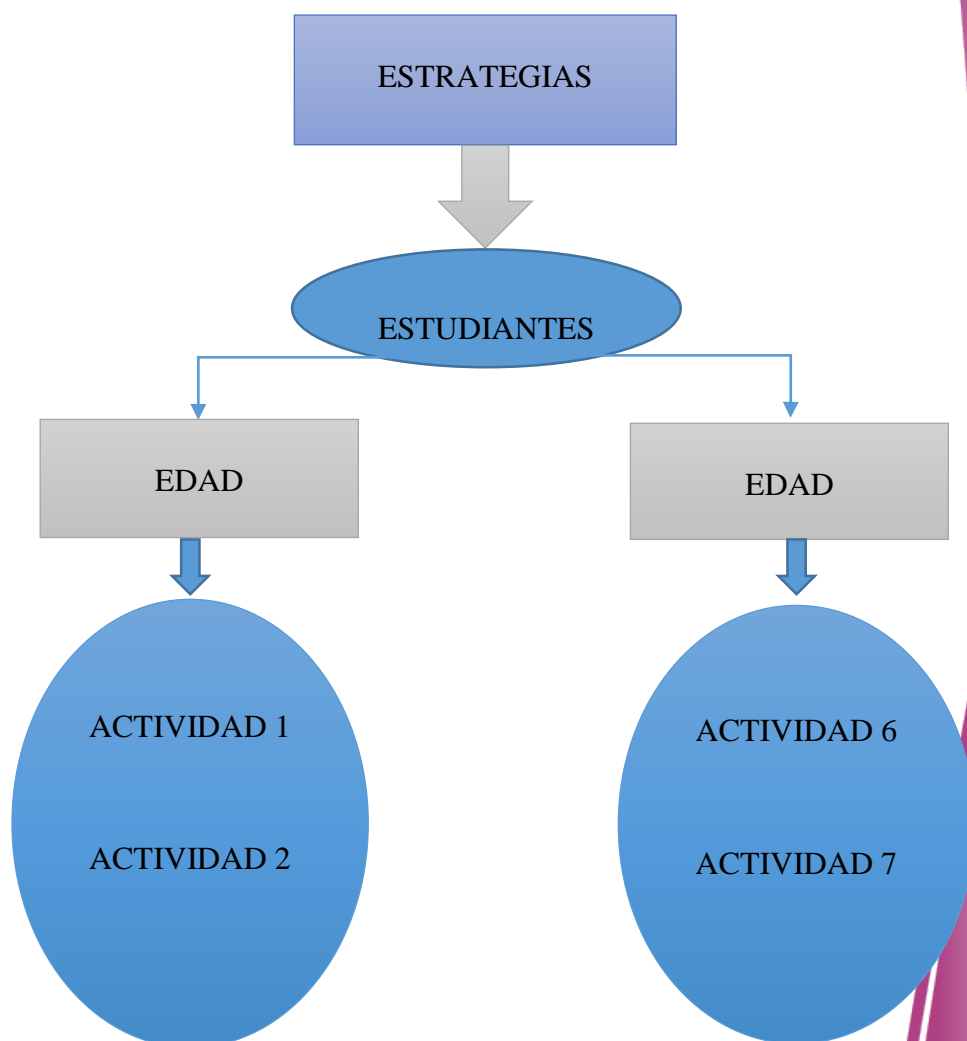 ESTRATEGIAS
ESTUDIANTES
EDAD
EDAD
ACTIVIDAD 1
ACTIVIDAD 2
ACTIVIDAD 6
ACTIVIDAD 7